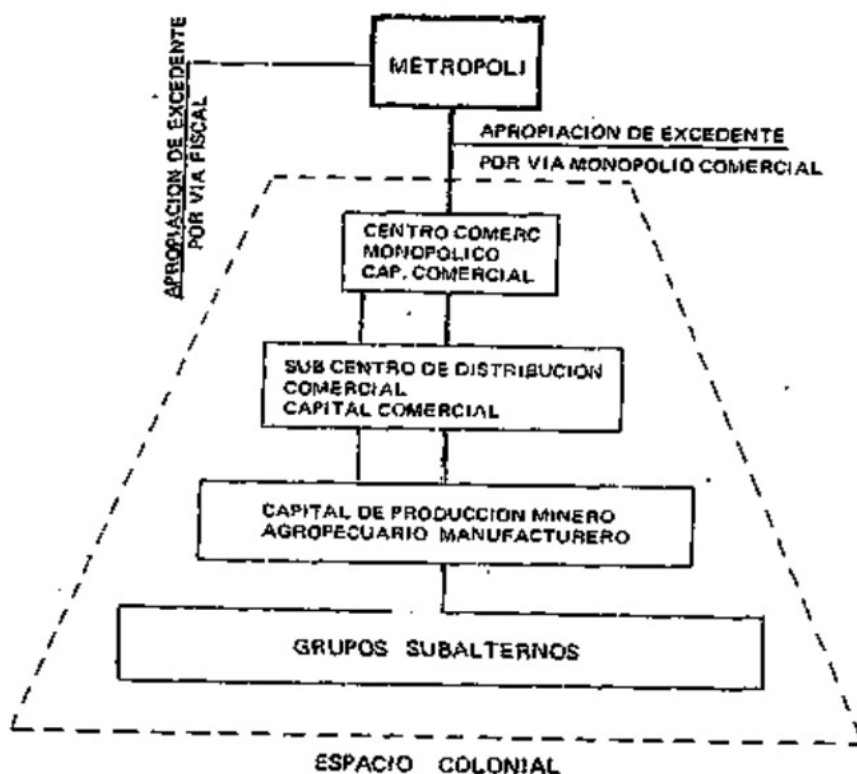 METROPOLI
APROPIACION DE EXCEDENTE
POR VIA FISCAL
APROPIACION DE EXCEDENTE
POR VIA MONOPOLIO COMERCIAL
CENTRO COMERC
MONOPOLICO
CAP. COMERCIAL
SUB CENTRO DE DISTRIBUCION
COMERCIAL
CAPITAL COMERCIAL
CAPITAL DE PRODUCCION MINERO
AGROPECUARIO MANUFACTURERO
GRUPOS SUBALTERNOS
ESPACIO COLONIAL